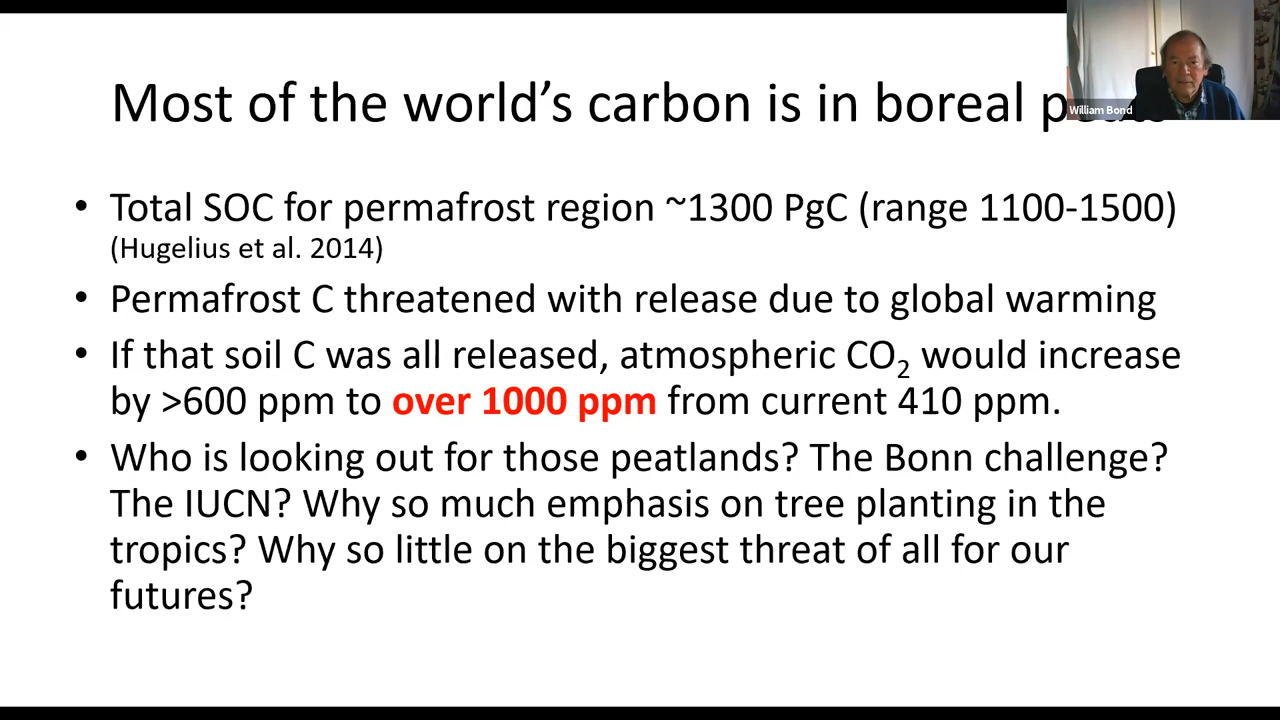 Most of the world’s carbon is in boreal
William Bond
• Total SOC for permafrost region ~1300 PgC (range 1100-1500)
(Hugelius et al. 2014)
• Permafrost C threatened with release due to global warming
• If that soil C was all released, atmospheric CO₂ would increase
by >600 ppm to over 1000 ppm from current 410 ppm.
• Who is looking out for those peatlands? The Bonn challenge?
The IUCN? Why so much emphasis on tree planting in the
tropics? Why so little on the biggest threat of all for our
futures?